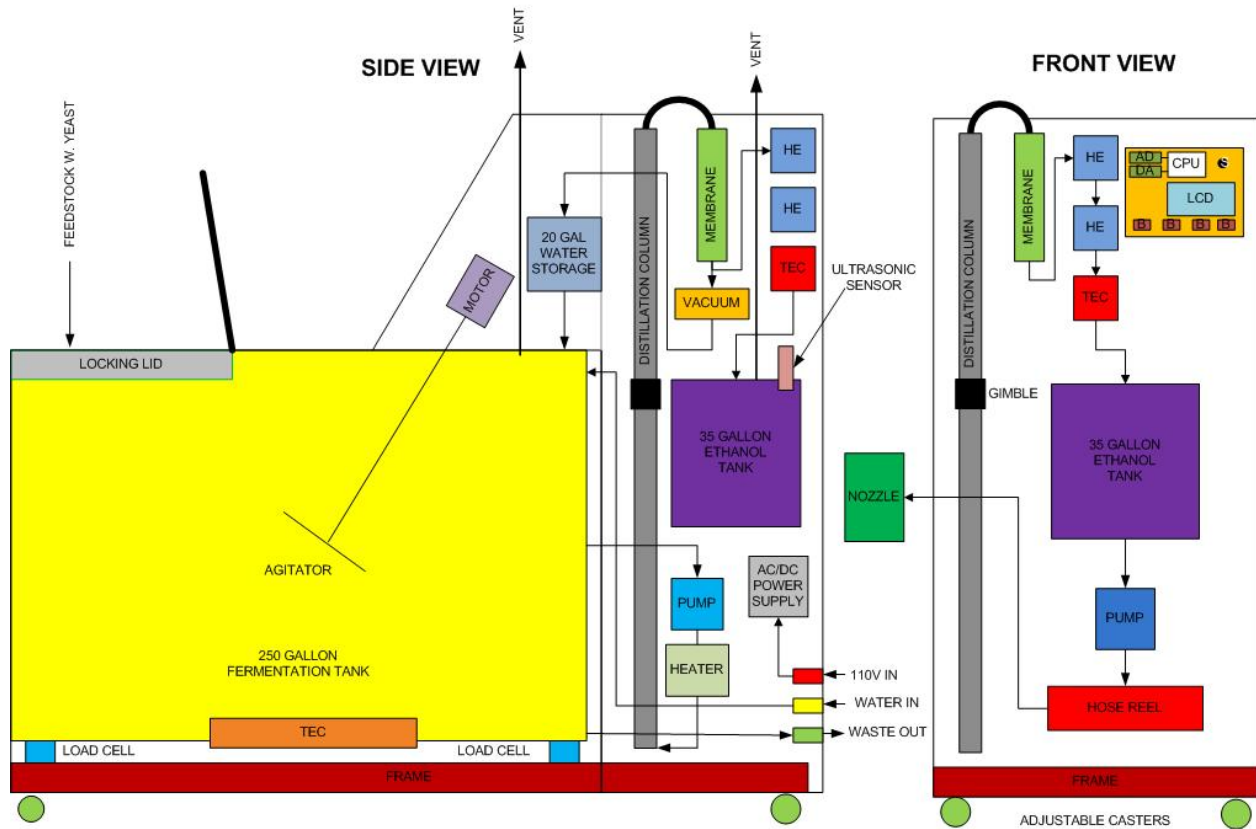 SIDE VIEW
VENT
VENT
FEEDSTOCK W. YEAST
LOCKING LID
MOTOR
20 GAL
WATER
STORAGE
DISTILLATION COLUMN
MEMBRANE
VACUUM
HE
HE
TEC
ULTRASONIC
SENSOR
35 GALLON
ETHANOL
TANK
AGITATOR
250 GALLON
FERMENTATION TANK
PUMP
HEATER
AC/DC
POWER
SUPPLY
110V IN
WATER IN
WASTE OUT
TEC
LOAD CELL
LOAD CELL
FRAME
FRONT VIEW
DISTILLATION COLUMN
MEMBRANE
HE
HE
TEC
AD
DA
CPU
S
LCD
B
B
B
B
GIMBLE
35 GALLON
ETHANOL
TANK
NOZZLE
PUMP
HOSE REEL
FRAME
ADJUSTABLE CASTERS